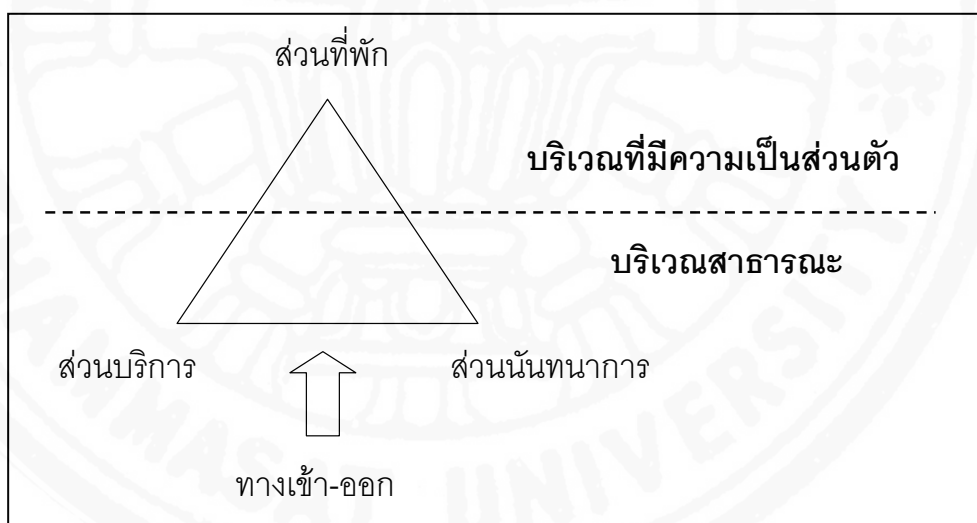 ส่วนที่พัก
บริเวณที่มีความเป็นส่วนตัว
บริเวณสาธารณะ
ส่วนบริการ
ส่วนนันทนาการ
ทางเข้า-ออก
THAMMASAT UNIVERSITY